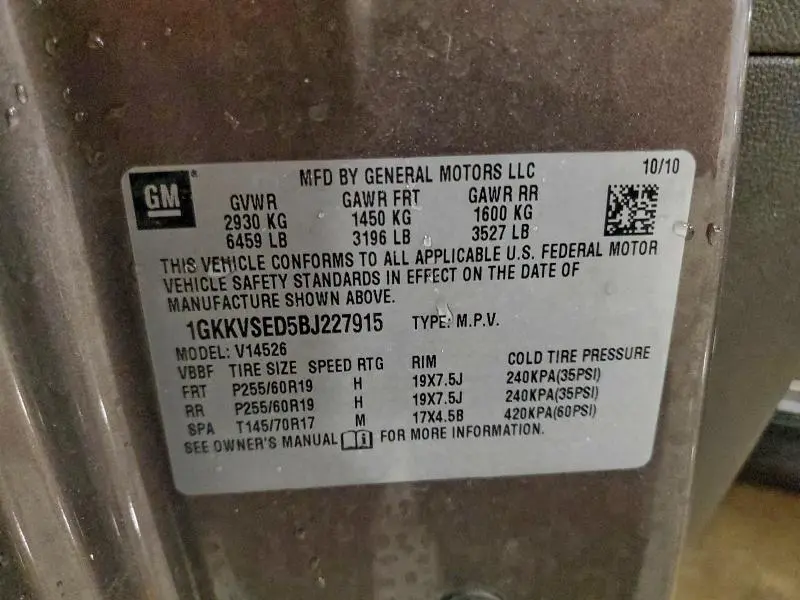 GM ® MFD BY GENERAL MOTORS LLC 10/10
GVWR GAWR FRT GAWR RR
2930 KG 1450 KG 1600 KG
6459 LB 3196 LB 3527 LB
THIS VEHICLE CONFORMS TO ALL APPLICABLE U.S. FEDERAL MOTOR
VEHICLE SAFETY STANDARDS IN EFFECT ON THE DATE OF
MANUFACTURE SHOWN ABOVE.
1GKKVSED5BJ227915 TYPE: M.P.V.
MODEL: V14526
VBBF TIRE SIZE SPEED RTG RIM COLD TIRE PRESSURE
FRT P255/60R19 H 19X7.5J 240KPA(35PSI)
RR P255/60R19 H 19X7.5J 240KPA(35PSI)
SPA T145/70R17 M 17X4.5B 420KPA(60PSI)
SEE OWNER'S MANUAL i FOR MORE INFORMATION.